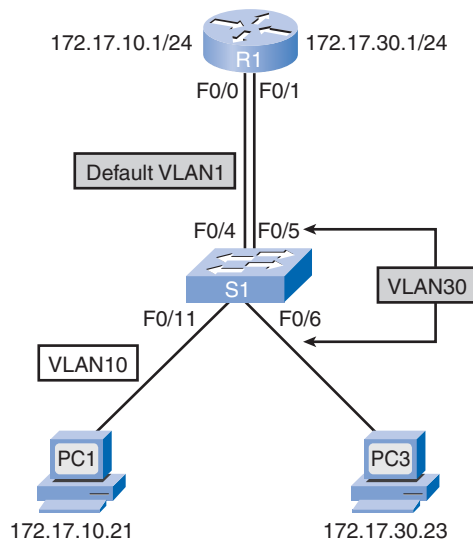 172.17.10.1/24
172.17.30.1/24
R1
F0/0
F0/1
Default VLAN1
F0/4
F0/5
S1
VLAN30
F0/11
F0/6
VLAN10
PC1
PC3
172.17.10.21
172.17.30.23